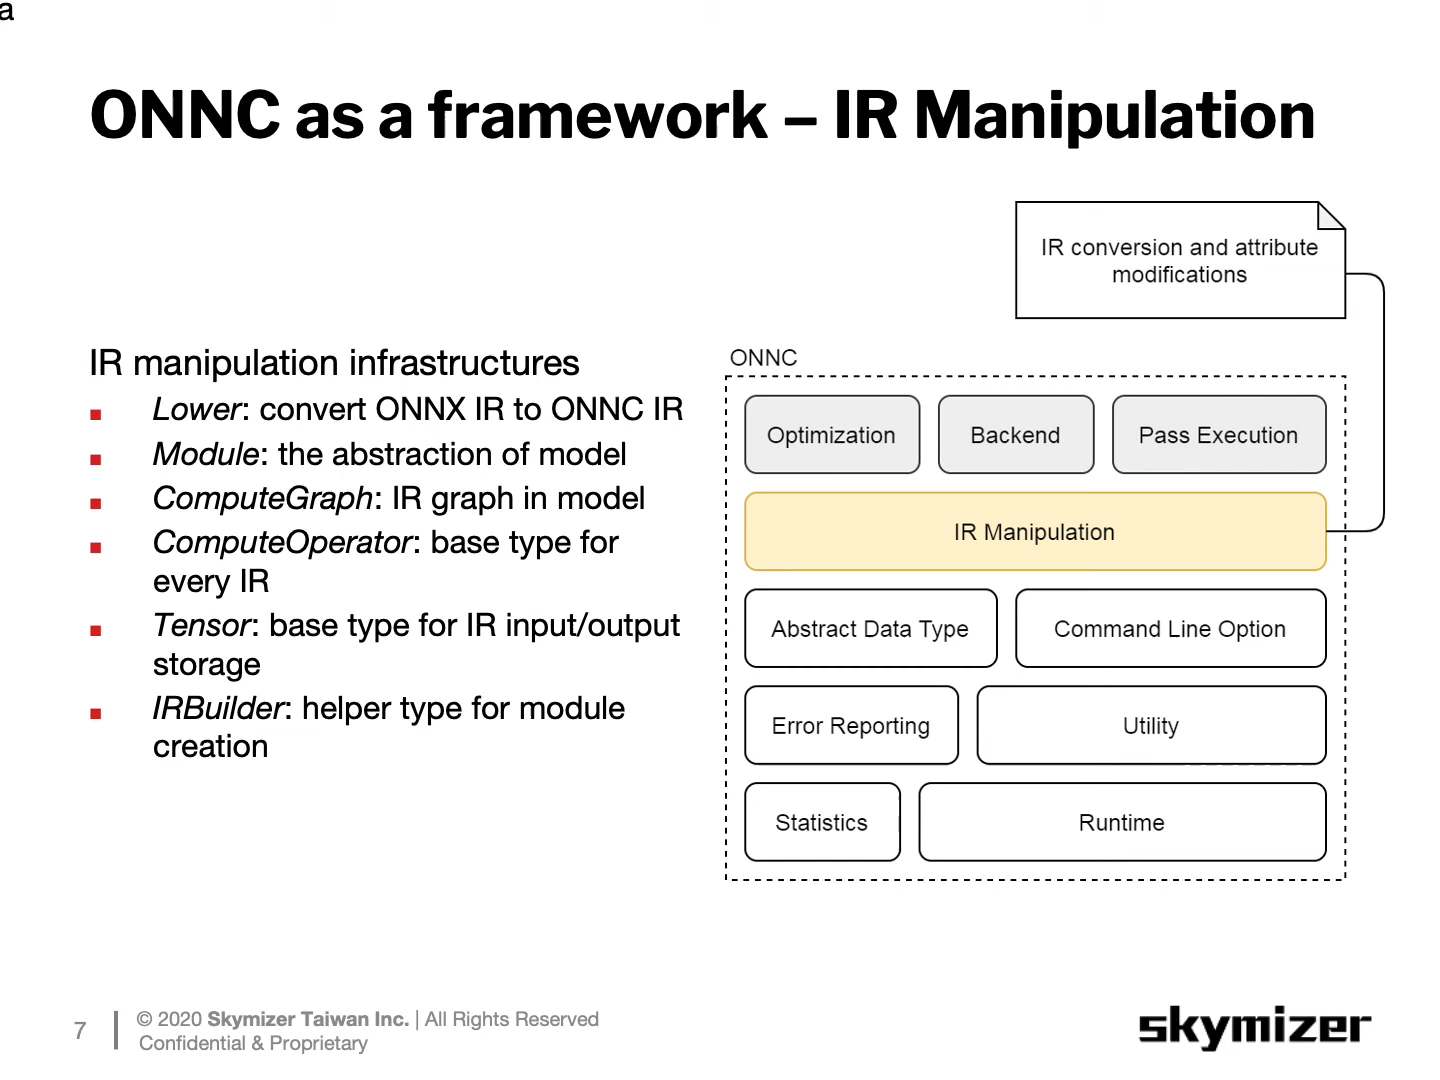 a
ONNC as a framework – IR Manipulation
IR conversion and attribute
modifications
IR manipulation infrastructures
Lower: convert ONNX IR to ONNC IR
Module: the abstraction of model
ComputeGraph: IR graph in model
ComputeOperator: base type for
every IR
Tensor: base type for IR input/output
storage
IRBuilder: helper type for module
creation
ONNC
Optimization
Backend
Pass Execution
IR Manipulation
Abstract Data Type
Command Line Option
Error Reporting
Utility
Statistics
Runtime
7
© 2020 Skymizer Taiwan Inc. | All Rights Reserved
Confidential & Proprietary
skymizer